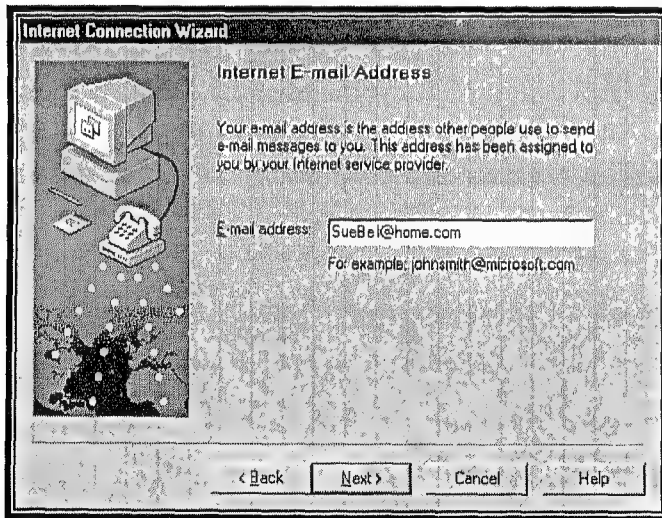 Internet Connection Wizard
Internet E-mail Address
Your e-mail address is the address other people use to send
e-mail messages to you. This address has been assigned to
you by your Internet service provider.
E-mail address:
SueBel@home.com
For example: johnsmith@microsoft.com
< Back
Next >
Cancel
Help